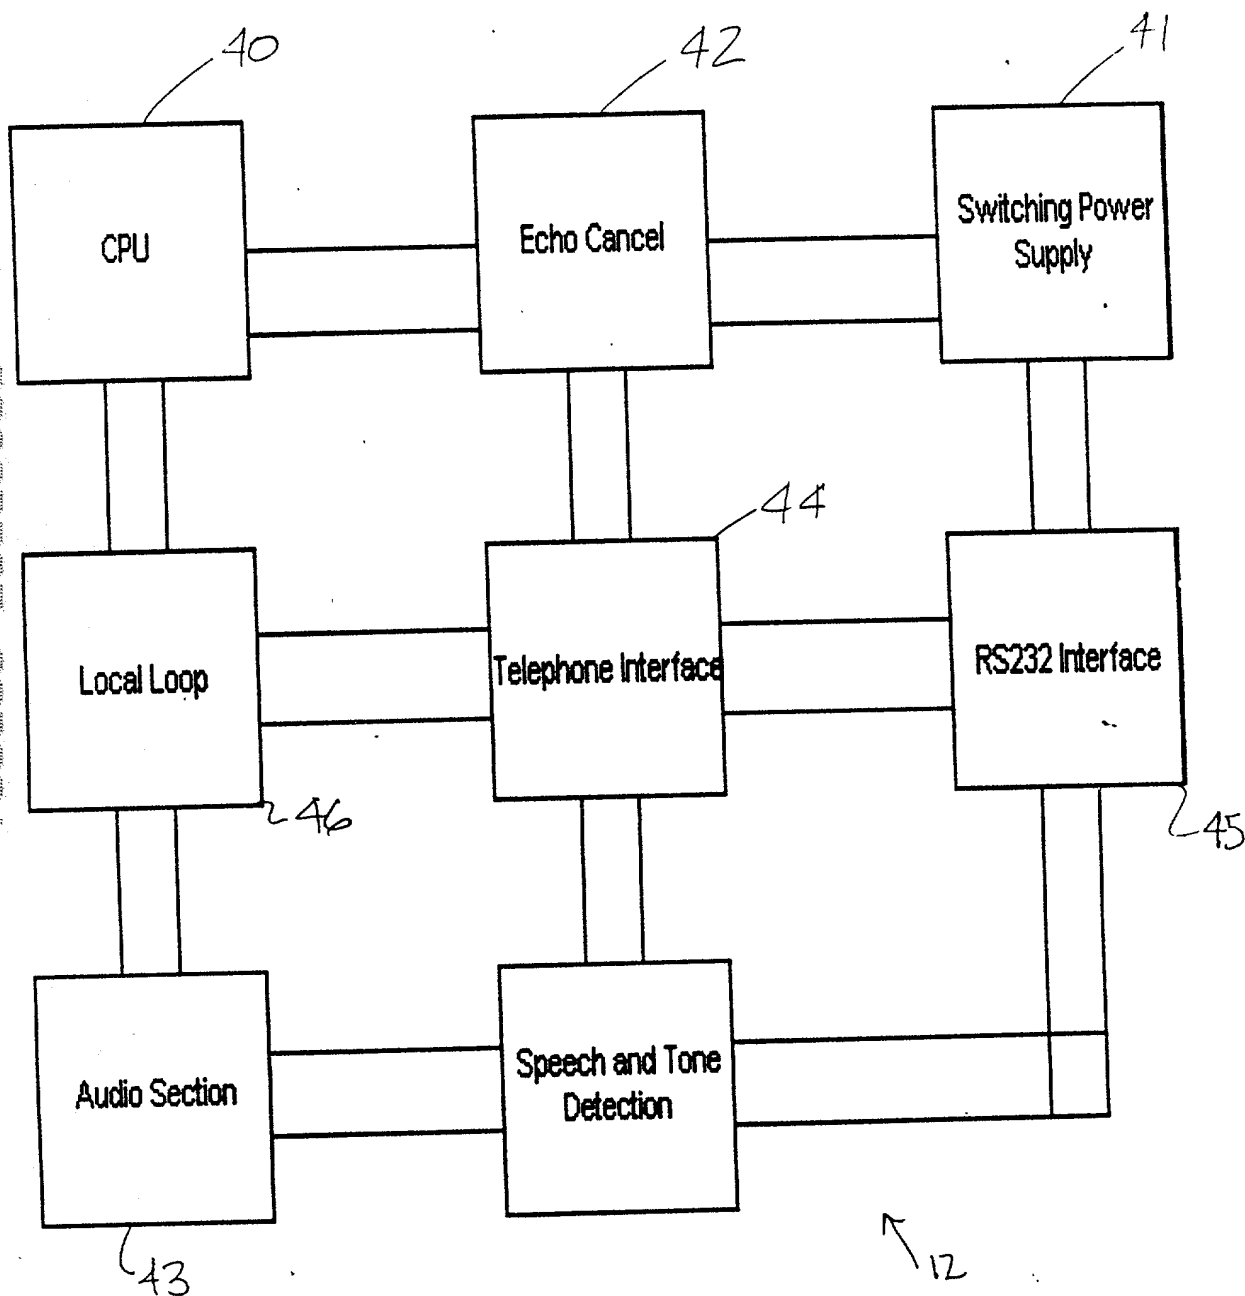 40
42
41
CPU
Echo Cancel
Switching Power
Supply
44
Local Loop
Telephone Interface
RS232 Interface
46
45
Audio Section
Speech and Tone
Detection
43
12